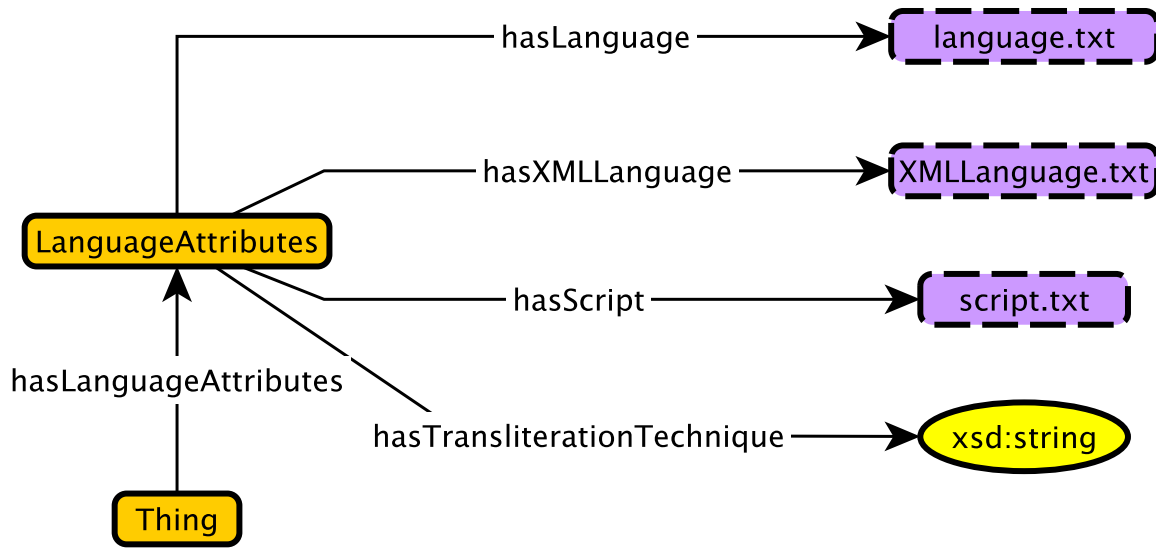 hasLanguage
language.txt
hasXMLLanguage
XMLLanguage.txt
LanguageAttributes
hasScript
script.txt
hasLanguageAttributes
hasTransliterationTechnique
xsd:string
Thing